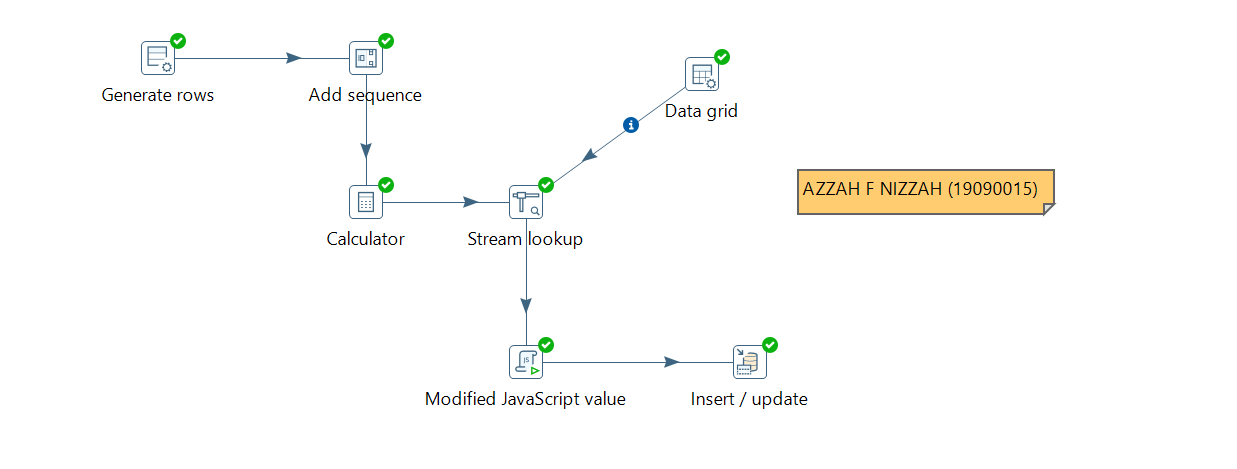 Generate rows
Add sequence
Data grid
AZZAH F NIZZAH (19090015)
Calculator
Stream lookup
Modified JavaScript value
Insert / update